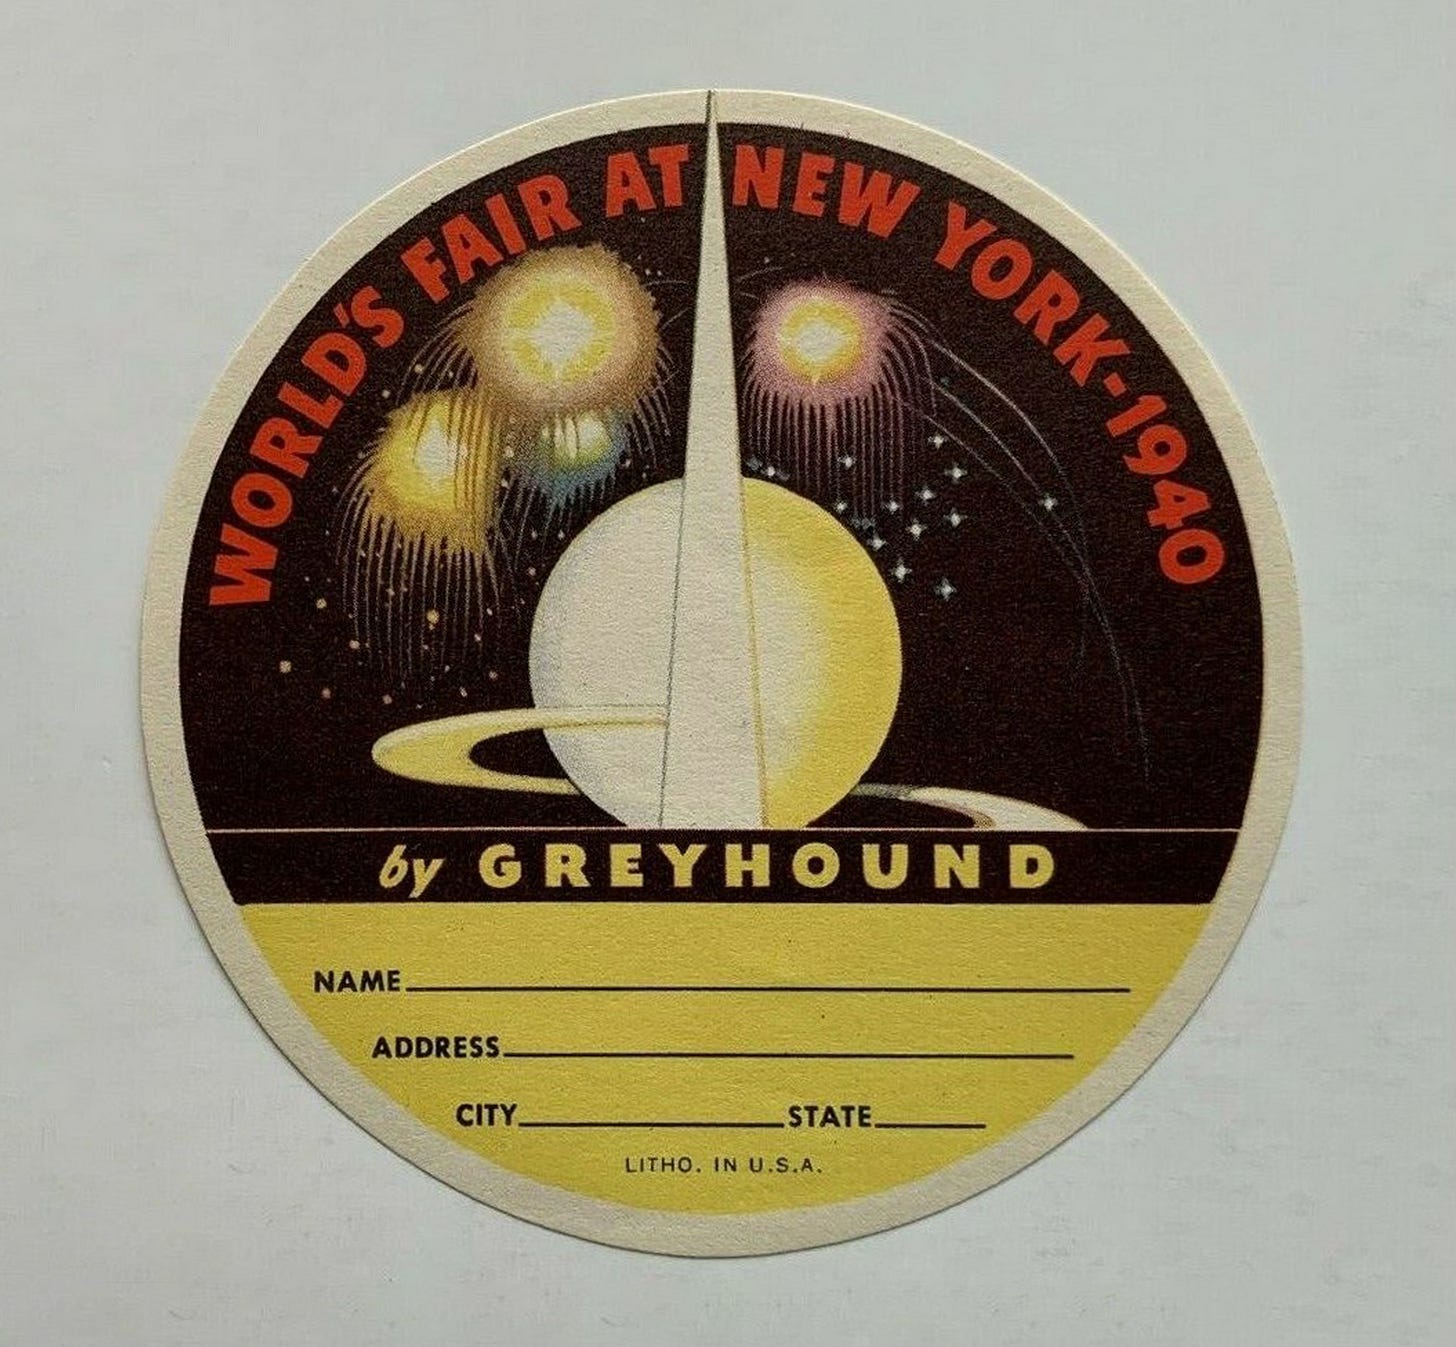 WORLD'S FAIR AT NEW YORK-1940
by GREYHOUND
NAME
ADDRESS
CITY STATE
LITHO. IN U.S.A.